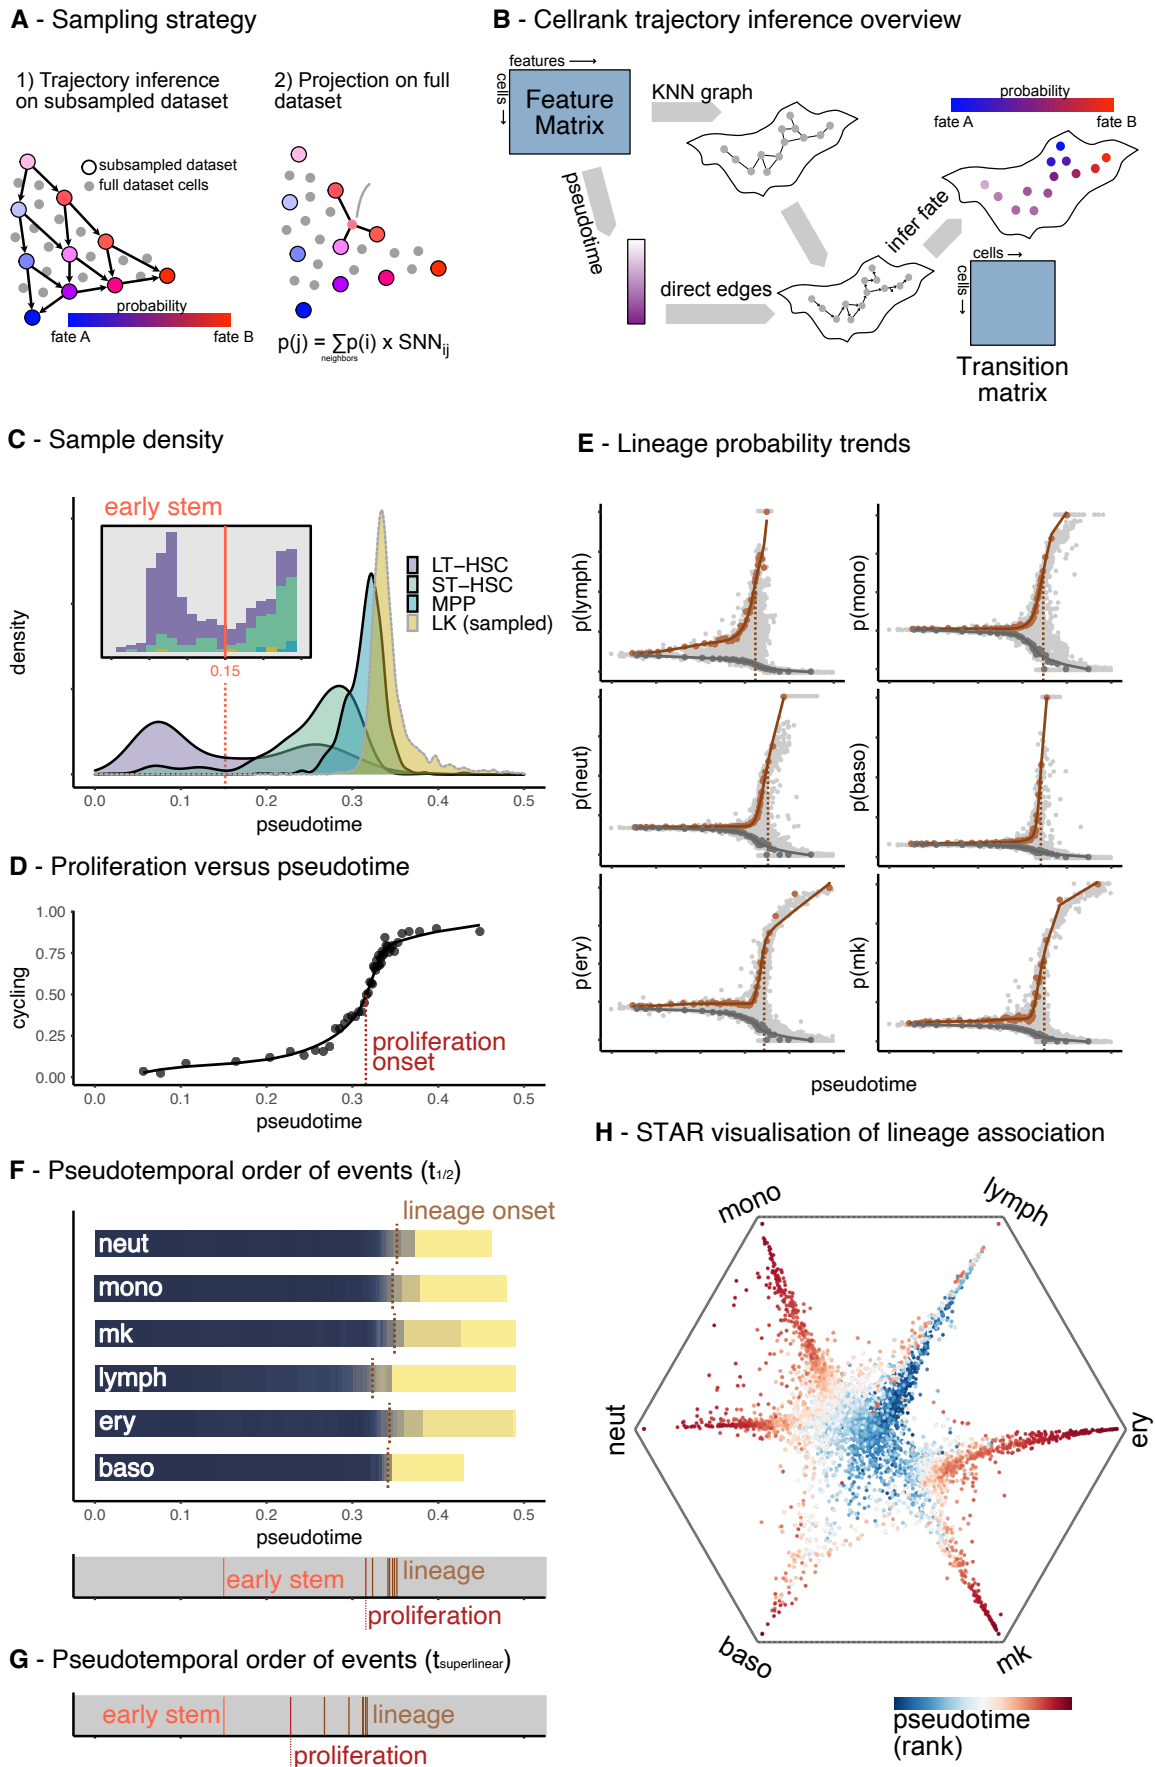 A - Sampling strategy
1) Trajectory inference
on subsampled dataset
subsampled dataset
full dataset cells
probability
fate A
fate B
2) Projection on full
dataset
p(j) = ∑p(i) x SNNij
neighbors
B - Cellrank trajectory inference overview
features
cells
Feature
Matrix
KNN graph
pseudotime
direct edges
infer fate
probability
fate A
fate B
cells
cells
Transition
matrix
C - Sample density
early stem
0.15
LT-HSC
ST-HSC
MPP
LK (sampled)
density
0.0 0.1 0.2 0.3 0.4 0.5
pseudotime
D - Proliferation versus pseudotime
1.00
0.75
0.50
0.25
0.00
cycling
proliferation
onset
0.0 0.1 0.2 0.3 0.4 0.5
pseudotime
E - Lineage probability trends
p(lymph)
p(mono)
p(neut)
p(baso)
p(ery)
p(mk)
pseudotime
F - Pseudotemporal order of events (t1/2)
lineage onset
neut
mono
mk
lymph
ery
baso
0.0 0.1 0.2 0.3 0.4 0.5
pseudotime
early stem
lineage
proliferation
G - Pseudotemporal order of events (tsuperlinear)
early stem
lineage
proliferation
H - STAR visualisation of lineage association
mono
lymph
neut
ery
baso
mk
pseudotime
(rank)